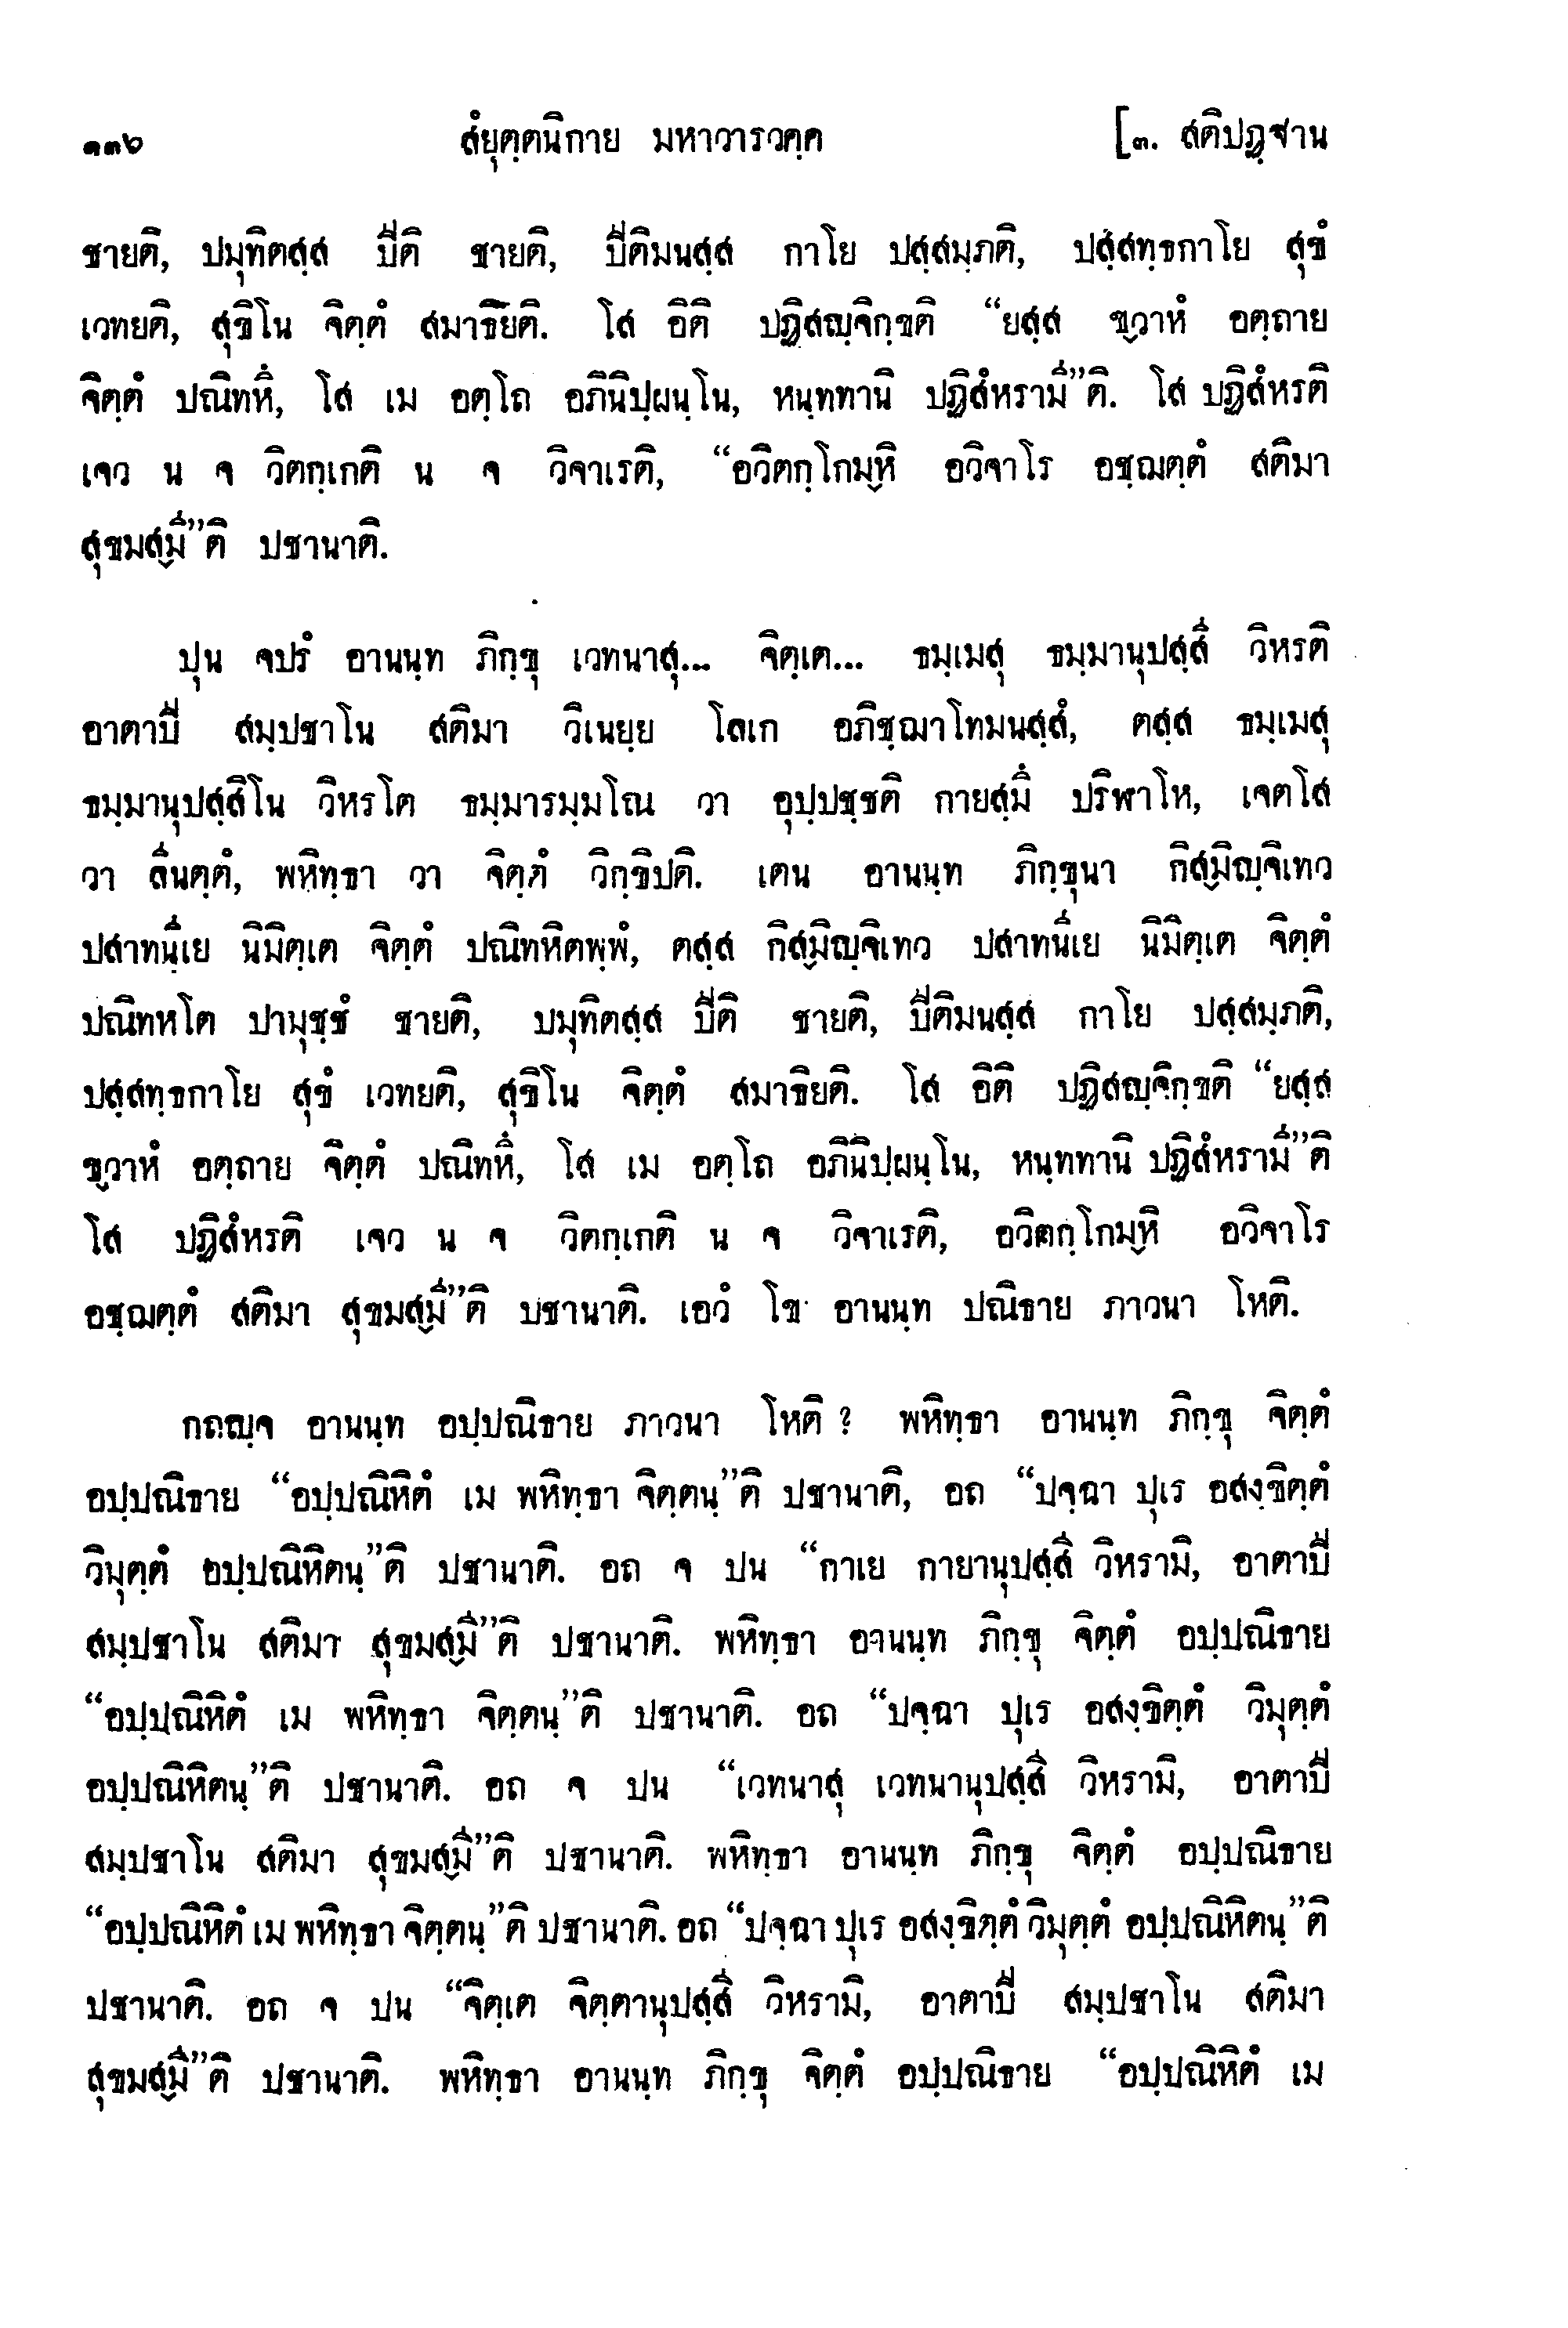 ๑๓๖ สํยุตฺตนิกาย มหาวารวคฺค [๓. สติปฏฺฐาน
ชายติ, ปมุทิตสฺส ปีติ ชายติ, ปีติมนสฺส กาโย ปสฺสมฺภติ, ปสฺสทฺธกาโย สุขํ
เวทยติ, สุขิโน จิตฺตํ สมาธิยติ. โส อิติ ปฏิสญฺจิกฺขติ “ยสฺส ขฺวาหํ อตฺถาย
จิตฺตํ ปณิทหึ, โส เม อตฺโถ อภินิปฺผนฺโน, หนฺททานิ ปฏิสํหรามี”ติ. โส ปฏิสํหรติ
เจว น จ วิตกฺเกติ น จ วิจาเรติ, “อวิตกฺโกมฺหิ อวิจาโร อชฺฌตฺตํ สติมา
สุขมสฺมี”ติ ปชานาติ.
ปุน จปรํ อานนฺท ภิกฺขุ เวทนาสุ... จิตฺเต... ธมฺเมสุ ธมฺมานุปสฺสี วิหรติ
อาตาปี สมฺปชาโน สติมา วิเนยฺย โลเก อภิชฺฌาโทมนสฺสํ, ตสฺส ธมฺเมสุ
ธมฺมานุปสฺสิโน วิหรโต ธมฺมารมฺมโณ วา อุปฺปชฺชติ กายสฺมึ ปริฬาโห, เจตโส
วา ลีนตฺตํ, พหิทฺธา วา จิตฺตํ วิกฺขิปติ. เตน อานนฺท ภิกฺขุนา กิสฺมิญฺจิเทว
ปสาทนีเย นิมิตฺเต จิตฺตํ ปณิทหิตพฺพํ, ตสฺส กิสฺมิญฺจิเทว ปสาทนีเย นิมิตฺเต จิตฺตํ
ปณิทหโต ปามุชฺชํ ชายติ, ปมุทิตสฺส ปีติ ชายติ, ปีติมนสฺส กาโย ปสฺสมฺภติ,
ปสฺสทฺธกาโย สุขํ เวทยติ, สุขิโน จิตฺตํ สมาธิยติ. โส อิติ ปฏิสญฺจิกฺขติ “ยสฺส
ขฺวาหํ อตฺถาย จิตฺตํ ปณิทหึ, โส เม อตฺโถ อภินิปฺผนฺโน, หนฺททานิ ปฏิสํหรามี”ติ
โส ปฏิสํหรติ เจว น จ วิตกฺเกติ น จ วิจาเรติ, อวิตกฺโกมฺหิ อวิจาโร
อชฺฌตฺตํ สติมา สุขมสฺมี”ติ ปชานาติ. เอวํ โข อานนฺท ปณิธาย ภาวนา โหติ.
กถญฺจ อานนฺท อปฺปณิธาย ภาวนา โหติ ? พหิทฺธา อานนฺท ภิกฺขุ จิตฺตํ
อปฺปณิธาย “อปฺปณิหิตํ เม พหิทฺธา จิตฺตนฺ”ติ ปชานาติ, อถ “ปจฺฉา ปุเร อสงฺขิตฺตํ
วิมุตฺตํ อปฺปณิหิตนฺ”ติ ปชานาติ. อถ จ ปน “กาเย กายานุปสฺสี วิหรามิ, อาตาปี
สมฺปชาโน สติมา สุขมสฺมี”ติ ปชานาติ. พหิทฺธา อานนฺท ภิกฺขุ จิตฺตํ อปฺปณิธาย
“อปฺปณิหิตํ เม พหิทฺธา จิตฺตนฺ”ติ ปชานาติ. อถ “ปจฺฉา ปุเร อสงฺขิตฺตํ วิมุตฺตํ
อปฺปณิหิตนฺ”ติ ปชานาติ. อถ จ ปน “เวทนาสุ เวทนานุปสฺสี วิหรามิ, อาตาปี
สมฺปชาโน สติมา สุขมสฺมี”ติ ปชานาติ. พหิทฺธา อานนฺท ภิกฺขุ จิตฺตํ อปฺปณิธาย
“อปฺปณิหิตํ เม พหิทฺธา จิตฺตนฺ”ติ ปชานาติ. อถ “ปจฺฉา ปุเร อสงฺขิตฺตํ วิมุตฺตํ อปฺปณิหิตนฺ”ติ
ปชานาติ. อถ จ ปน “จิตฺเต จิตฺตานุปสฺสี วิหรามิ, อาตาปี สมฺปชาโน สติมา
สุขมสฺมี”ติ ปชานาติ. พหิทฺธา อานนฺท ภิกฺขุ จิตฺตํ อปฺปณิธาย “อปฺปณิหิตํ เม